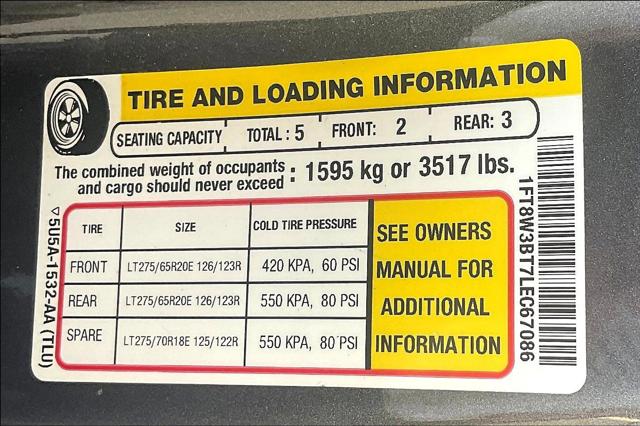 TIRE AND LOADING INFORMATION
SEATING CAPACITY TOTAL : 5 FRONT: 2 REAR: 3
The combined weight of occupants and cargo should never exceed : 1595 kg or 3517 lbs.
TIRE SIZE COLD TIRE PRESSURE
FRONT LT275/65R20E 126/123R 420 KPA, 60 PSI
REAR LT275/65R20E 126/123R 550 KPA, 80 PSI
SPARE LT275/70R18E 125/122R 550 KPA, 80 PSI
SEE OWNERS
MANUAL FOR
ADDITIONAL
INFORMATION
5U5A-1532-AA (TLU)
1FT8W3BT7LEC67086